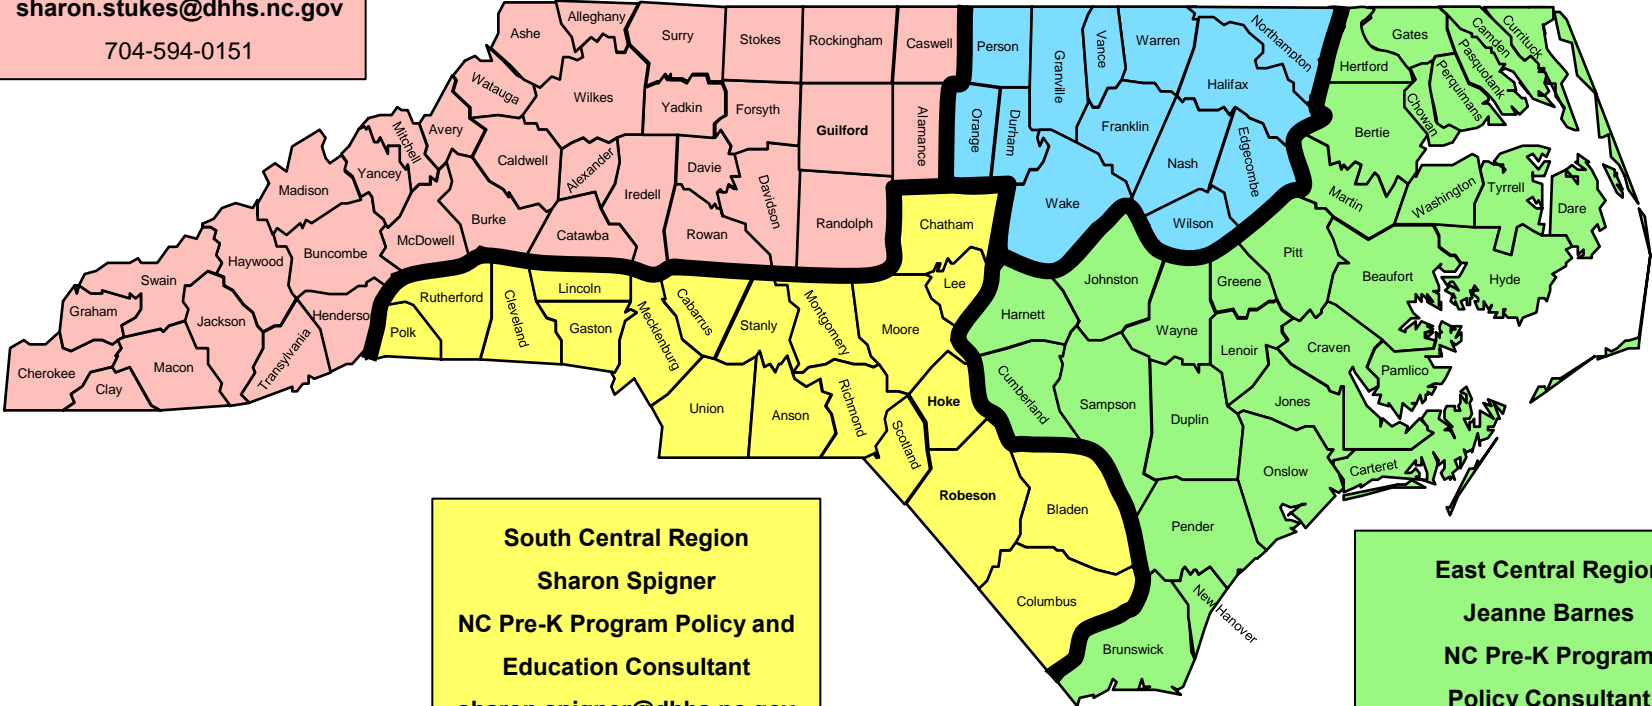 sharon.stukes@dhhs.nc.gov
704-594-0151
Ashe
Alleghany
Surry
Stokes
Rockingham
Caswell
Person
Granville
Vance
Warren
Northampton
Gates
Camden
Currituck
Pasquotank
Perquimans
Hertford
Chowan
Watauga
Wilkes
Yadkin
Forsyth
Guilford
Alamance
Orange
Durham
Franklin
Halifax
Nash
Edgecombe
Bertie
Mitchell
Avery
Caldwell
Alexander
Iredell
Davie
Davidson
Randolph
Chatham
Wake
Wilson
Martin
Washington
Tyrrell
Dare
Madison
Yancey
Burke
McDowell
Catawba
Rowan
Buncombe
Haywood
Swain
Graham
Jackson
Henderso
Transylvania
Cherokee
Clay
Macon
Rutherford
Polk
Cleveland
Lincoln
Gaston
Mecklenburg
Cabarrus
Stanly
Montgomery
Moore
Lee
Harnett
Johnston
Greene
Pitt
Beaufort
Hyde
Wayne
Lenoir
Craven
Pamlico
Union
Anson
Richmond
Scotland
Hoke
Cumberland
Sampson
Duplin
Jones
Onslow
Carteret
Robeson
Bladen
Columbus
Pender
New Hanover
Brunswick
South Central Region
Sharon Spigner
NC Pre-K Program Policy and
Education Consultant
sharon.spigner@dhhs.nc.gov
East Central Region
Jeanne Barnes
NC Pre-K Program
Policy Consultant